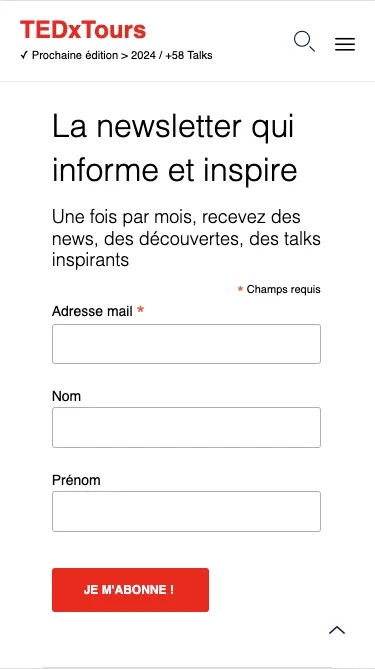 TEDxTours
✓ Prochaine édition > 2024 / +58 Talks
La newsletter qui
informe et inspire
Une fois par mois, recevez des
news, des découvertes, des talks
inspirants
* Champs requis
Adresse mail *
Nom
Prénom
JE M'ABONNE !